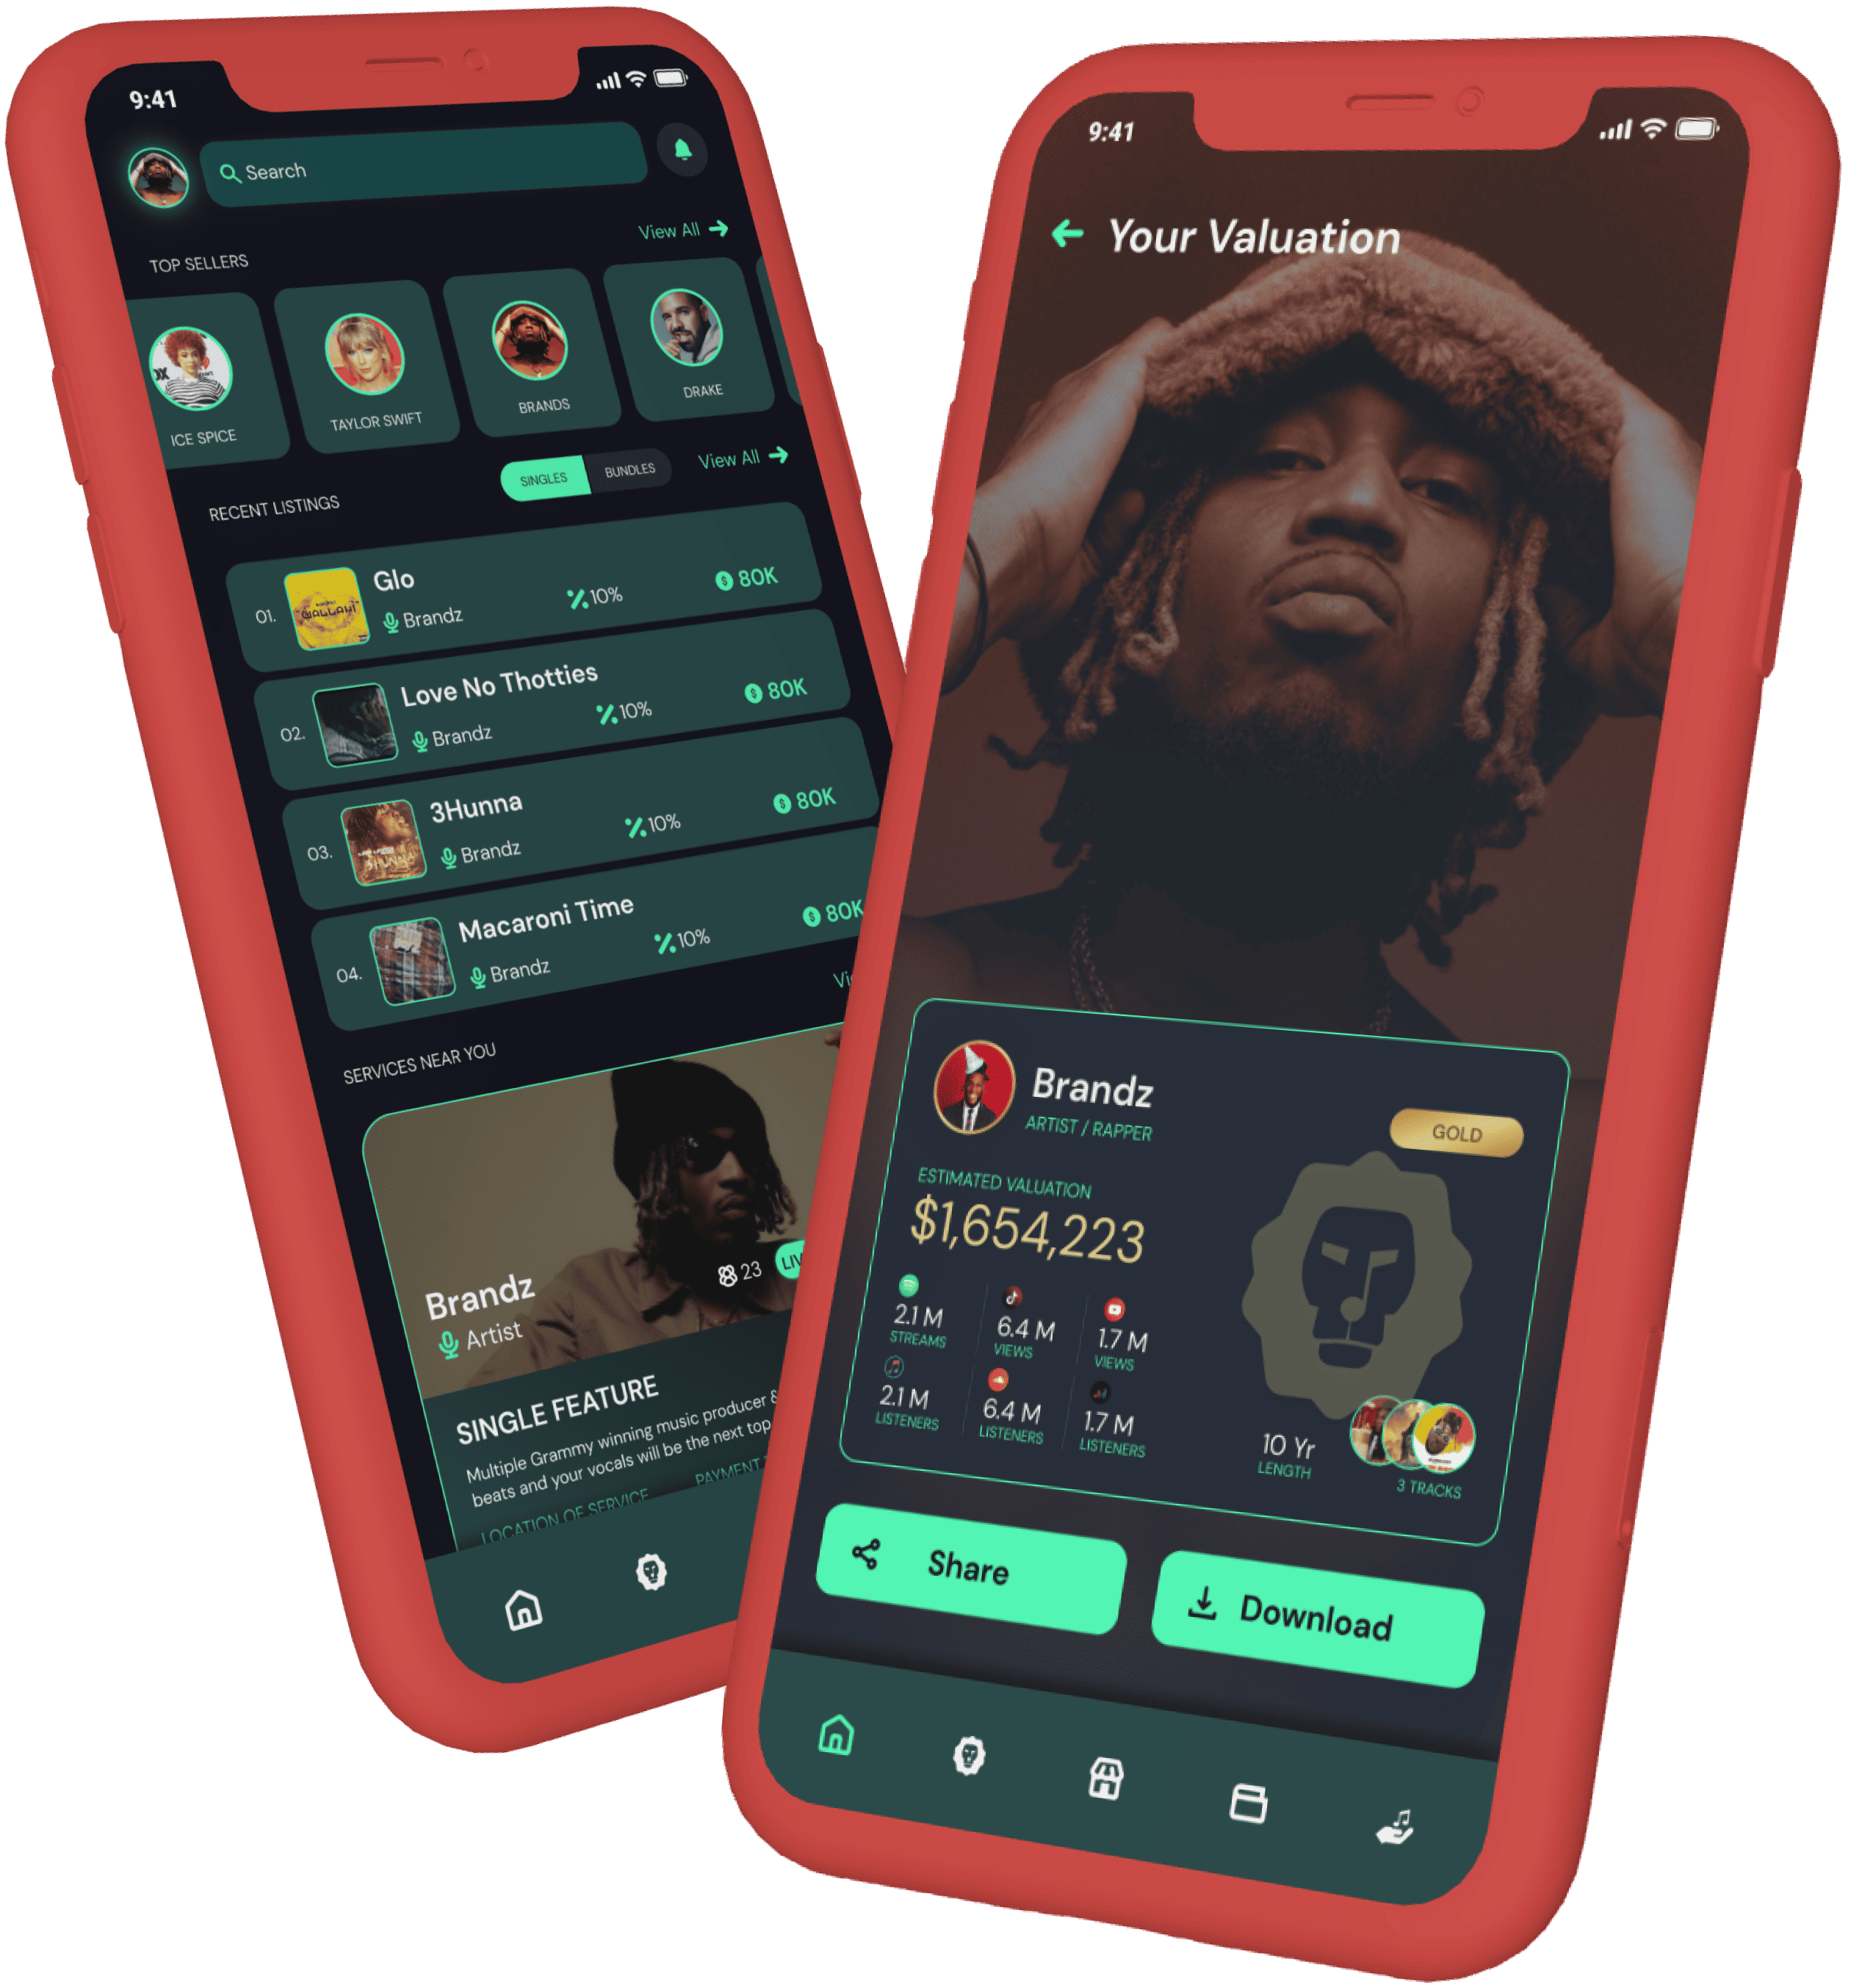 9:41
Search
View All
TOP SELLERS
ICE SPICE
TAYLOR SWIFT
BRANDS
DRAKE
RECENT LISTINGS
SINGLES
BUNDLES
View All
01.
Glo
Brandz
10%
80K
02.
Love No Thotties
Brandz
10%
80K
03.
3Hunna
Brandz
10%
80K
3HUNNA
04.
Macaroni Time
Brandz
10%
80K
SERVICES NEAR YOU
Brandz
Artist
23
SINGLE FEATURE
Multiple Grammy winning music producer &
beats and your vocals will be the next top
LOCATION OF SERVICE
PAYMENT
9:41
Your Valuation
Brandz
ARTIST / RAPPER
GOLD
ESTIMATED VALUATION
$1,654,223
2.1 M
STREAMS
6.4 M
VIEWS
1.7 M
VIEWS
2.1 M
LISTENERS
6.4 M
LISTENERS
1.7 M
LISTENERS
10 Yr
LENGTH
3 TRACKS
Share
Download